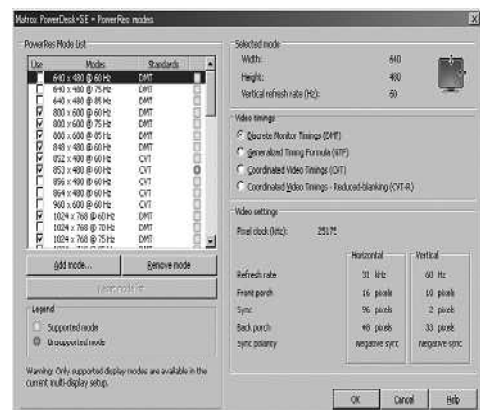 Matrox PowerDesk-SE - PowerRes modes
PowerRes Mode List
Use Modes Standards
640 x 480 @ 60 Hz DMT
640 x 480 @ 75 Hz DMT
640 x 480 @ 85 Hz DMT
800 x 600 @ 60 Hz DMT
800 x 600 @ 75 Hz DMT
800 x 600 @ 85 Hz DMT
848 x 480 @ 60 Hz DMT
852 x 480 @ 60 Hz CVT
853 x 480 @ 60 Hz CVT
856 x 480 @ 60 Hz CVT
864 x 480 @ 60 Hz CVT
960 x 600 @ 60 Hz CVT
1024 x 768 @ 60 Hz DMT
1024 x 768 @ 70 Hz DMT
1024 x 768 @ 75 Hz DMT
Add mode... Remove mode
Legend
Supported mode
Unsupported mode
Warning: Only supported display modes are available in the
current multi-display setup.
Selected mode
Width: 640
Height: 480
Vertical refresh rate (Hz): 60
Video timings
Discrete Monitor Timings (DMT)
Generalized Timing Formula (GTF)
Coordinated Video Timings (CVT)
Coordinated Video Timings - Reduced-blanking (CVT-R)
Video settings
Pixel clock (kHz): 25175
Horizontal Vertical
Refresh rate 31 kHz 60 Hz
Front porch 16 pixels 10 pixels
Sync 96 pixels 2 pixels
Back porch 48 pixels 33 pixels
Sync polarity negative sync negative sync
OK Cancel Help